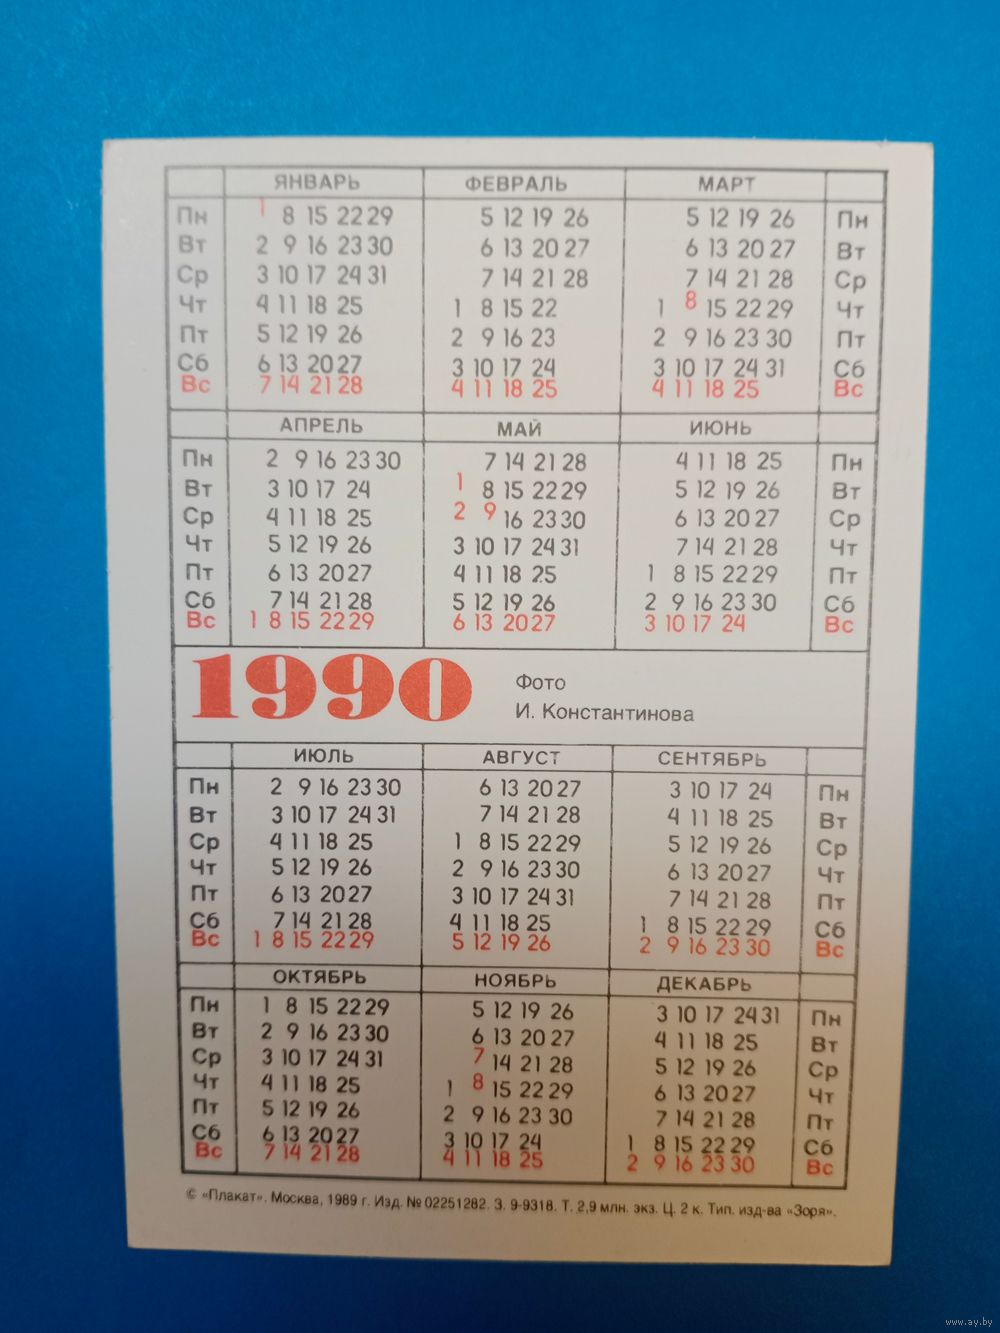 ЯНВАРЬ ФЕВРАЛЬ МАРТ
Пн 1 8 15 22 29 5 12 19 26 5 12 19 26 Пн
Вт 2 9 16 23 30 6 13 20 27 6 13 20 27 Вт
Ср 3 10 17 24 31 7 14 21 28 7 14 21 28 Ср
Чт 4 11 18 25 1 8 15 22 1 8 15 22 29 Чт
Пт 5 12 19 26 2 9 16 23 2 9 16 23 30 Пт
Сб 6 13 20 27 3 10 17 24 3 10 17 24 31 Сб
Вс 7 14 21 28 4 11 18 25 4 11 18 25 Вс
АПРЕЛЬ МАЙ ИЮНЬ
Пн 2 9 16 23 30 7 14 21 28 4 11 18 25 Пн
Вт 3 10 17 24 1 8 15 22 29 5 12 19 26 Вт
Ср 4 11 18 25 2 9 16 23 30 6 13 20 27 Ср
Чт 5 12 19 26 3 10 17 24 31 7 14 21 28 Чт
Пт 6 13 20 27 4 11 18 25 1 8 15 22 29 Пт
Сб 7 14 21 28 5 12 19 26 2 9 16 23 30 Сб
Вс 1 8 15 22 29 6 13 20 27 3 10 17 24 Вс
1990
Фото
И. Константинова
ИЮЛЬ АВГУСТ СЕНТЯБРЬ
Пн 2 9 16 23 30 6 13 20 27 3 10 17 24 Пн
Вт 3 10 17 24 31 7 14 21 28 4 11 18 25 Вт
Ср 4 11 18 25 1 8 15 22 29 5 12 19 26 Ср
Чт 5 12 19 26 2 9 16 23 30 6 13 20 27 Чт
Пт 6 13 20 27 3 10 17 24 31 7 14 21 28 Пт
Сб 7 14 21 28 4 11 18 25 1 8 15 22 29 Сб
Вс 1 8 15 22 29 5 12 19 26 2 9 16 23 30 Вс
ОКТЯБРЬ НОЯБРЬ ДЕКАБРЬ
Пн 1 8 15 22 29 5 12 19 26 3 10 17 24 31 Пн
Вт 2 9 16 23 30 6 13 20 27 4 11 18 25 Вт
Ср 3 10 17 24 31 7 14 21 28 5 12 19 26 Ср
Чт 4 11 18 25 1 8 15 22 29 6 13 20 27 Чт
Пт 5 12 19 26 2 9 16 23 30 7 14 21 28 Пт
Сб 6 13 20 27 3 10 17 24 1 8 15 22 29 Сб
Вс 7 14 21 28 4 11 18 25 2 9 16 23 30 Вс
© «Плакат». Москва, 1989 г. Изд. № 02251282. З. 9-9318. Т. 2,9 млн. экз. Ц. 2 к. Тип. изд-ва «Зоря».
www.ay.by